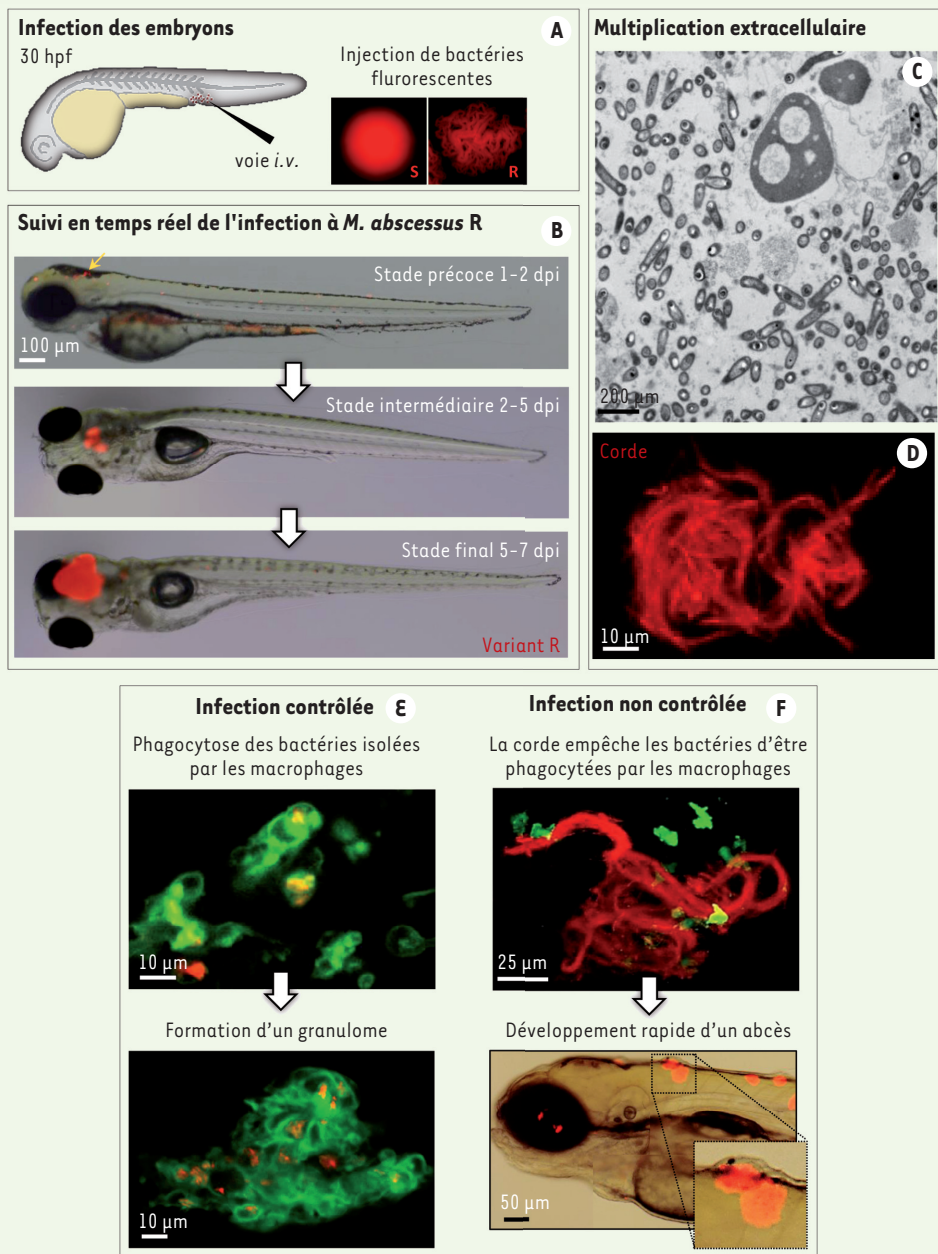 Infection des embryons
A
30 hpf
Injection de bactéries
flurorescentes
voie i.v.
S
R
Suivi en temps réel de l'infection à M. abscessus R
B
Stade précoce 1-2 dpi
100 µm
Stade intermédiaire 2-5 dpi
Stade final 5-7 dpi
Variant R
Multiplication extracellulaire
C
200 µm
Corde
D
10 µm
Infection contrôlée
E
Phagocytose des bactéries isolées
par les macrophages
10 µm
Formation d'un granulome
10 µm
Infection non contrôlée
F
La corde empêche les bactéries d'être
phagocytées par les macrophages
25 µm
Développement rapide d'un abcès
50 µm